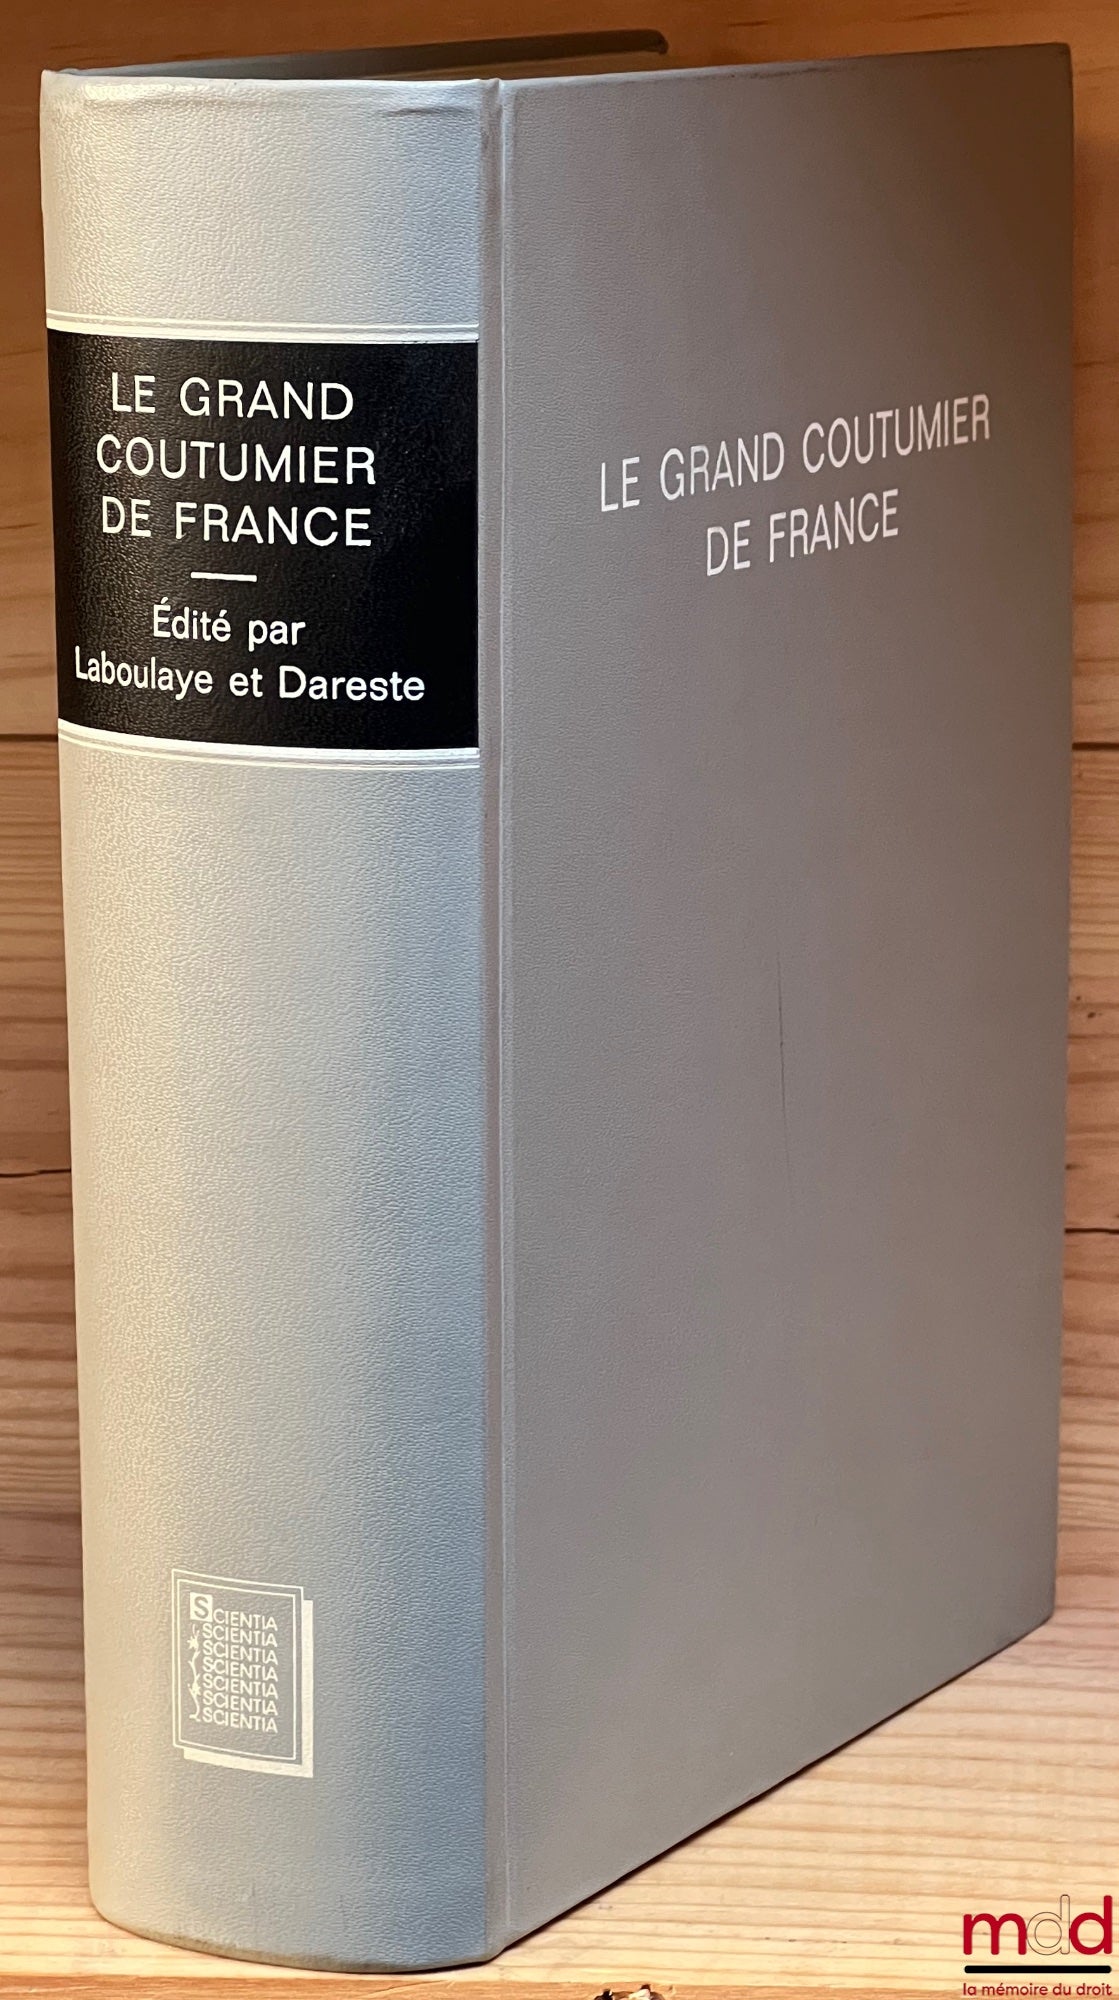 LE GRAND
COUTUMIER
DE FRANCE
Édité par
Laboulaye et Dareste
SCIENTIA
SCIENTIA
SCIENTIA
SCIENTIA
SCIENTIA
SCIENTIA
SCIENTIA
LE GRAND COUTUMIER
DE FRANCE
mdd
la mémoire du droit